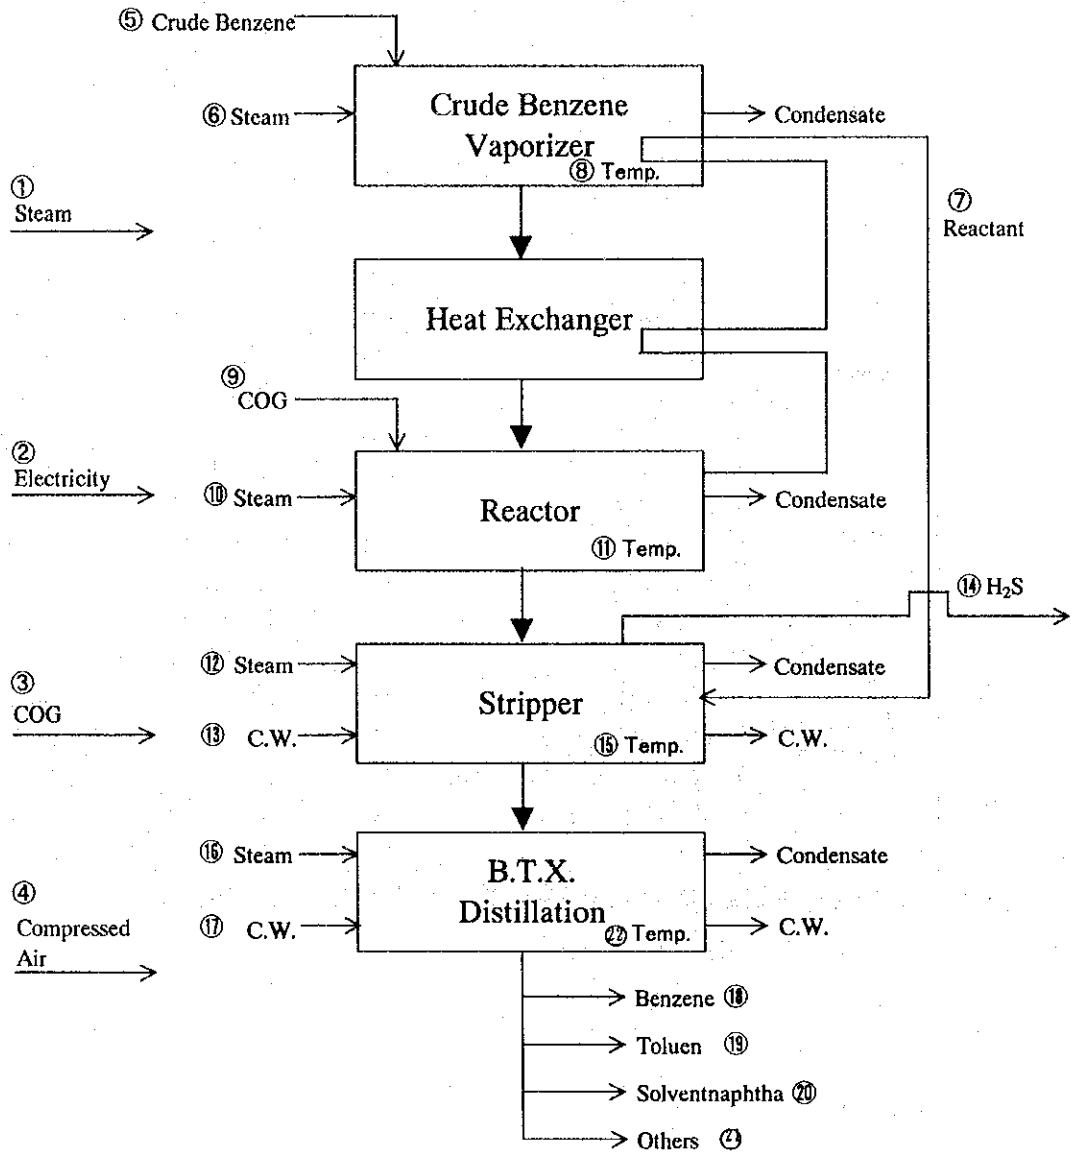 ⑤ Crude Benzene
⑥ Steam
Crude Benzene
Vaporizer
⑧ Temp.
Condensate
①
Steam
⑦
Reactant
Heat Exchanger
⑨
COG
②
Electricity
⑩ Steam
Reactor
⑪ Temp.
Condensate
⑭ H₂S
⑫ Steam
Condensate
③
COG
Stripper
⑬ C.W.
⑮ Temp.
C.W.
⑯ Steam
B.T.X.
Distillation
Condensate
④
Compressed
Air
⑰ C.W.
㉒ Temp.
C.W.
Benzene ⑱
Toluen ⑲
Solventnaphtha ⑳
Others ㉑